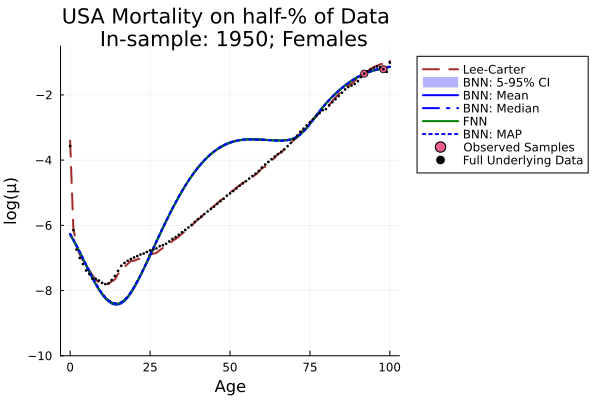 USA Mortality on half-% of Data
In-sample: 1950; Females
Lee-Carter
BNN: 5-95% CI
BNN: Mean
BNN: Median
FNN
BNN: MAP
Observed Samples
Full Underlying Data
log(μ)
−2
−4
−6
−8
−10
0
25
50
75
100
Age